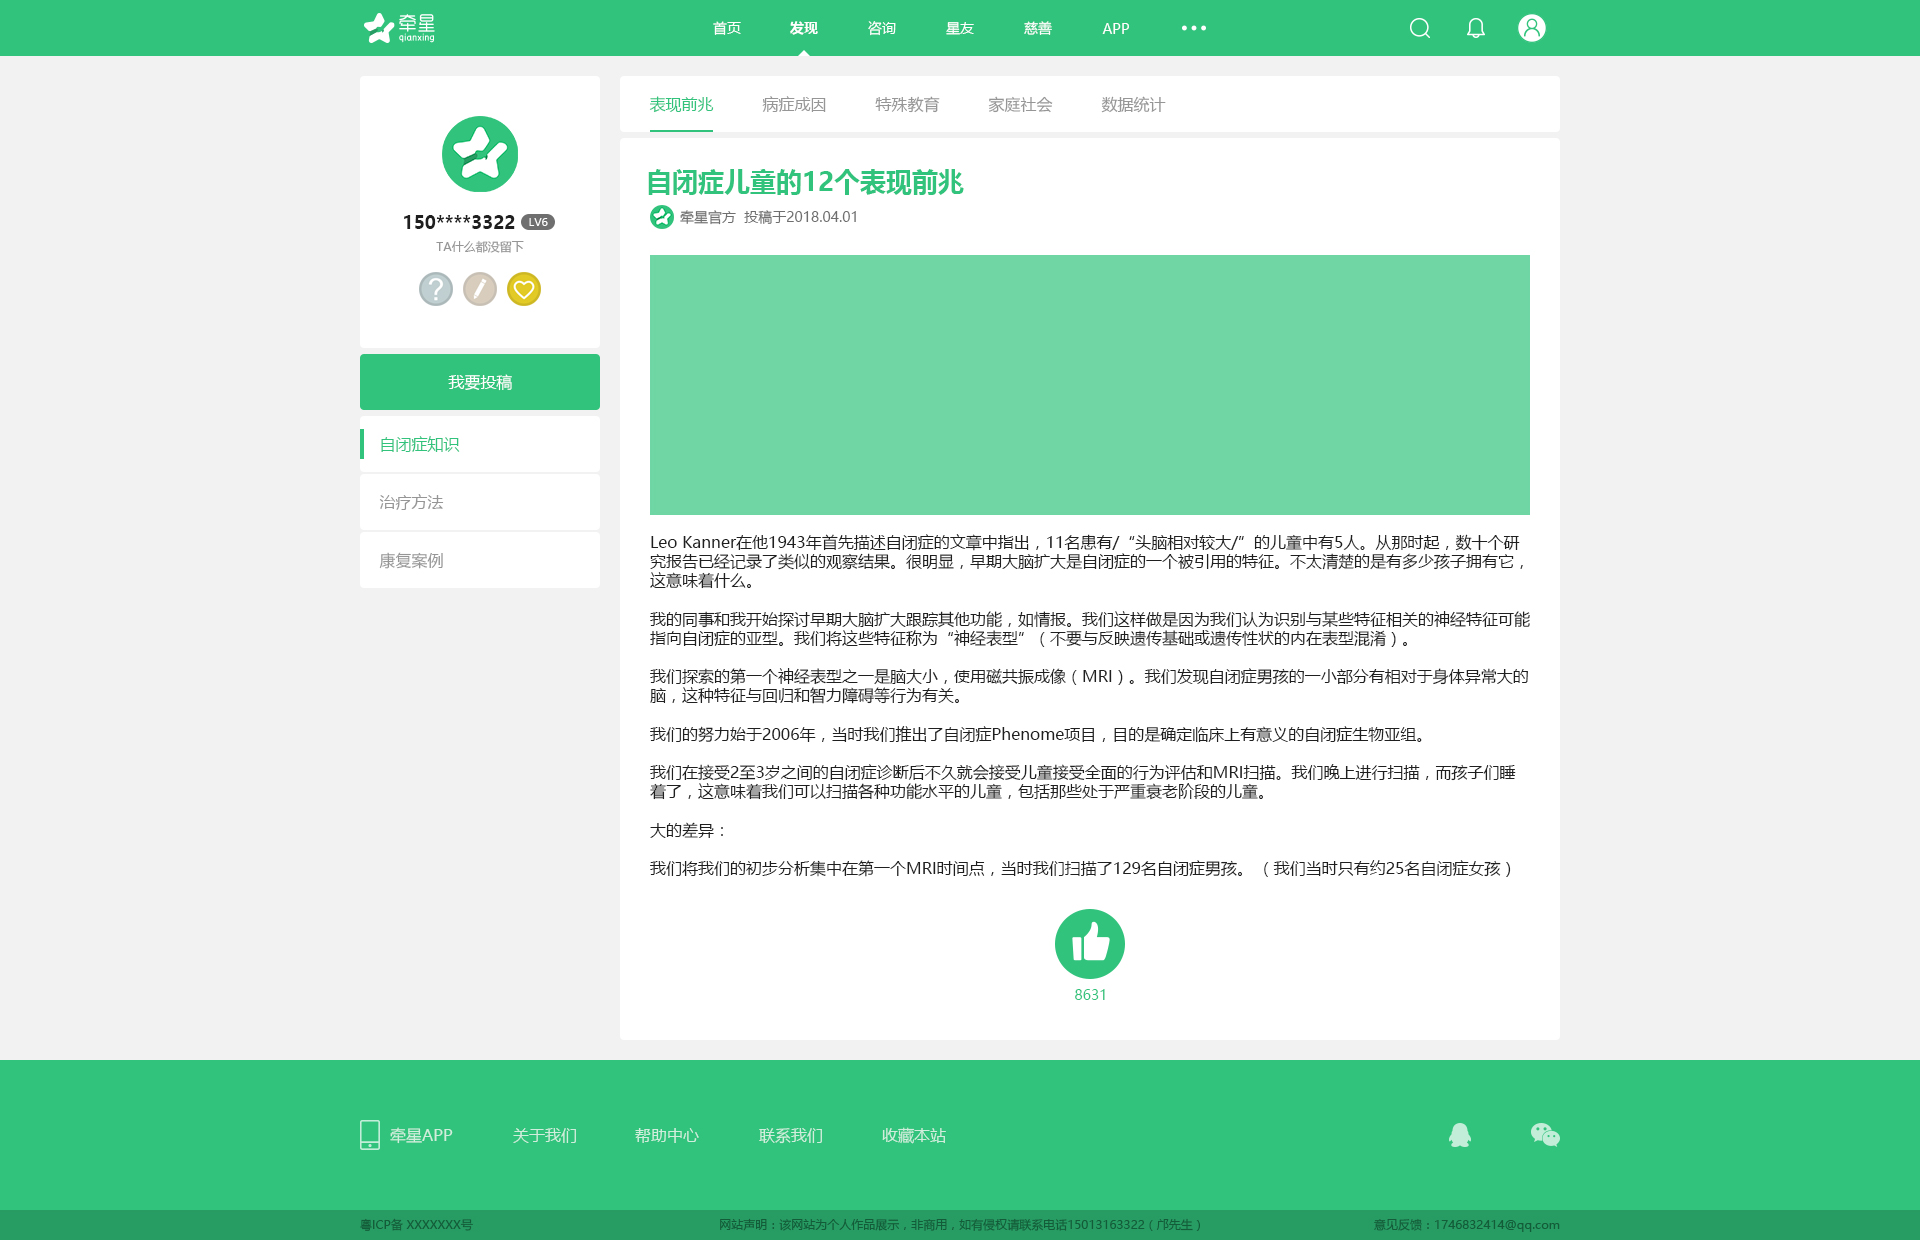 牵星
qianxing
首页 发现 咨询 星友 慈善 APP
150****3322 LV6
TA什么都没留下
我要投稿
自闭症知识
治疗方法
康复案例
表现前兆 病症成因 特殊教育 家庭社会 数据统计
自闭症儿童的12个表现前兆
牵星官方 投稿于2018.04.01
Leo Kanner在他1943年首先描述自闭症的文章中指出，11名患有/“头脑相对较大/”的儿童中有5人。从那时起，数十个研
究报告已经记录了类似的观察结果。很明显，早期大脑扩大是自闭症的一个被引用的特征。不太清楚的是有多少孩子拥有它，
这意味着什么。
我的同事和我开始探讨早期大脑扩大跟踪其他功能，如情报。我们这样做是因为我们认为识别与某些特征相关的神经特征可能
指向自闭症的亚型。我们将这些特征称为“神经表型”（不要与反映遗传基础或遗传性状的内在表型混淆）。
我们探索的第一个神经表型之一是脑大小，使用磁共振成像（MRI）。我们发现自闭症男孩的一小部分有相对于身体异常大的
脑，这种特征与回归和智力障碍等行为有关。
我们的努力始于2006年，当时我们推出了自闭症Phenome项目，目的是确定临床上有意义的自闭症生物亚组。
我们在接受2至3岁之间的自闭症诊断后不久就会接受儿童接受全面的行为评估和MRI扫描。我们晚上进行扫描，而孩子们睡
着了，这意味着我们可以扫描各种功能水平的儿童，包括那些处于严重衰老阶段的儿童。
大的差异：
我们将我们的初步分析集中在第一个MRI时间点，当时我们扫描了129名自闭症男孩。（我们当时只有约25名自闭症女孩）
8631
牵星APP 关于我们 帮助中心 联系我们 收藏本站
粤ICP备 XXXXXXX号 网站声明：该网站为个人作品展示，非商用，如有侵权请联系电话15013163322（邝先生） 意见反馈：1746832414@qq.com